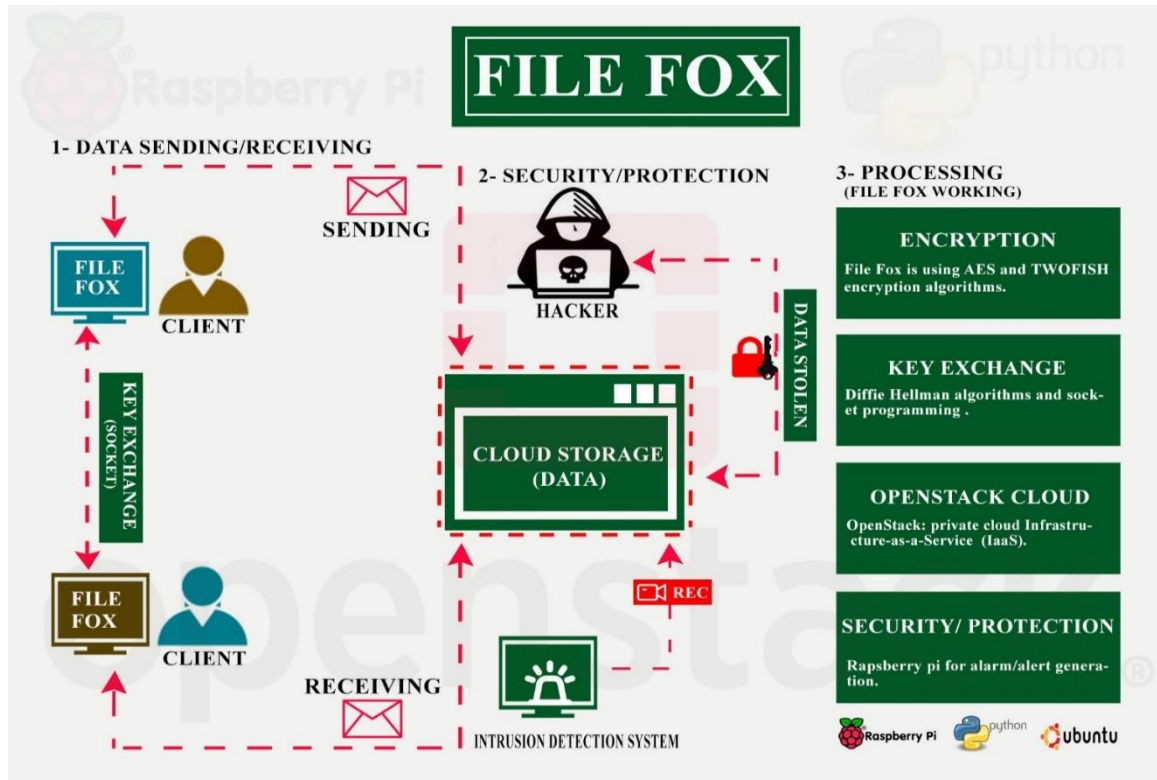 Raspberry Pi
FILE FOX
python
1- DATA SENDING/RECEIVING
SENDING
FILE
FOX
CLIENT
KEY EXCHANGE
(SOCKET)
FILE
FOX
CLIENT
RECEIVING
2- SECURITY/PROTECTION
HACKER
DATA STOLEN
CLOUD STORAGE
(DATA)
REC
INTRUSION DETECTION SYSTEM
openstack®
3- PROCESSING
(FILE FOX WORKING)
ENCRYPTION
File Fox is using AES and TWOFISH
encryption algorithms.
KEY EXCHANGE
Diffie Hellman algorithms and sock-
et programming .
OPENSTACK CLOUD
OpenStack: private cloud Infrastru-
cture-as-a-Service (IaaS).
SECURITY/ PROTECTION
Rapsberry pi for alarm/alert genera-
tion.
Raspberry Pi
python
ubuntu